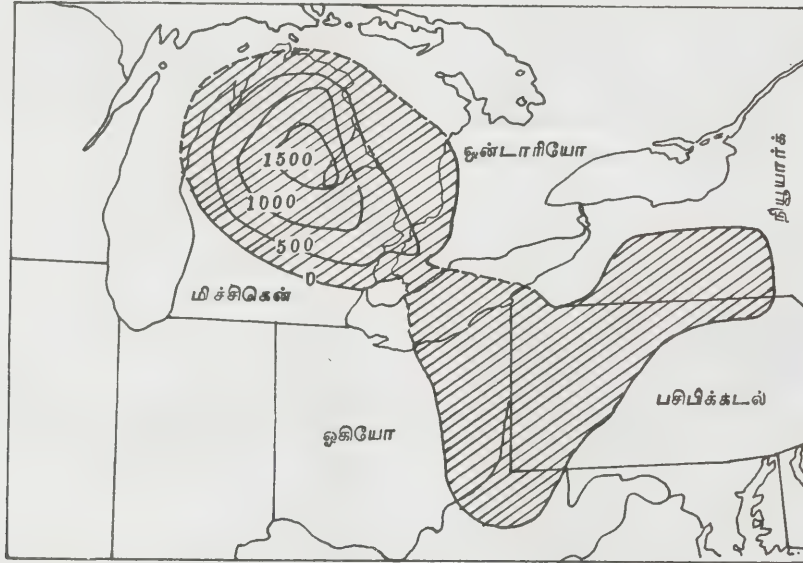 ஒன்டாரியோ
நியூயார்க்
1500
1000
500
0
மிச்சிகென்
ஓகியோ
பசிபிக்கடல்